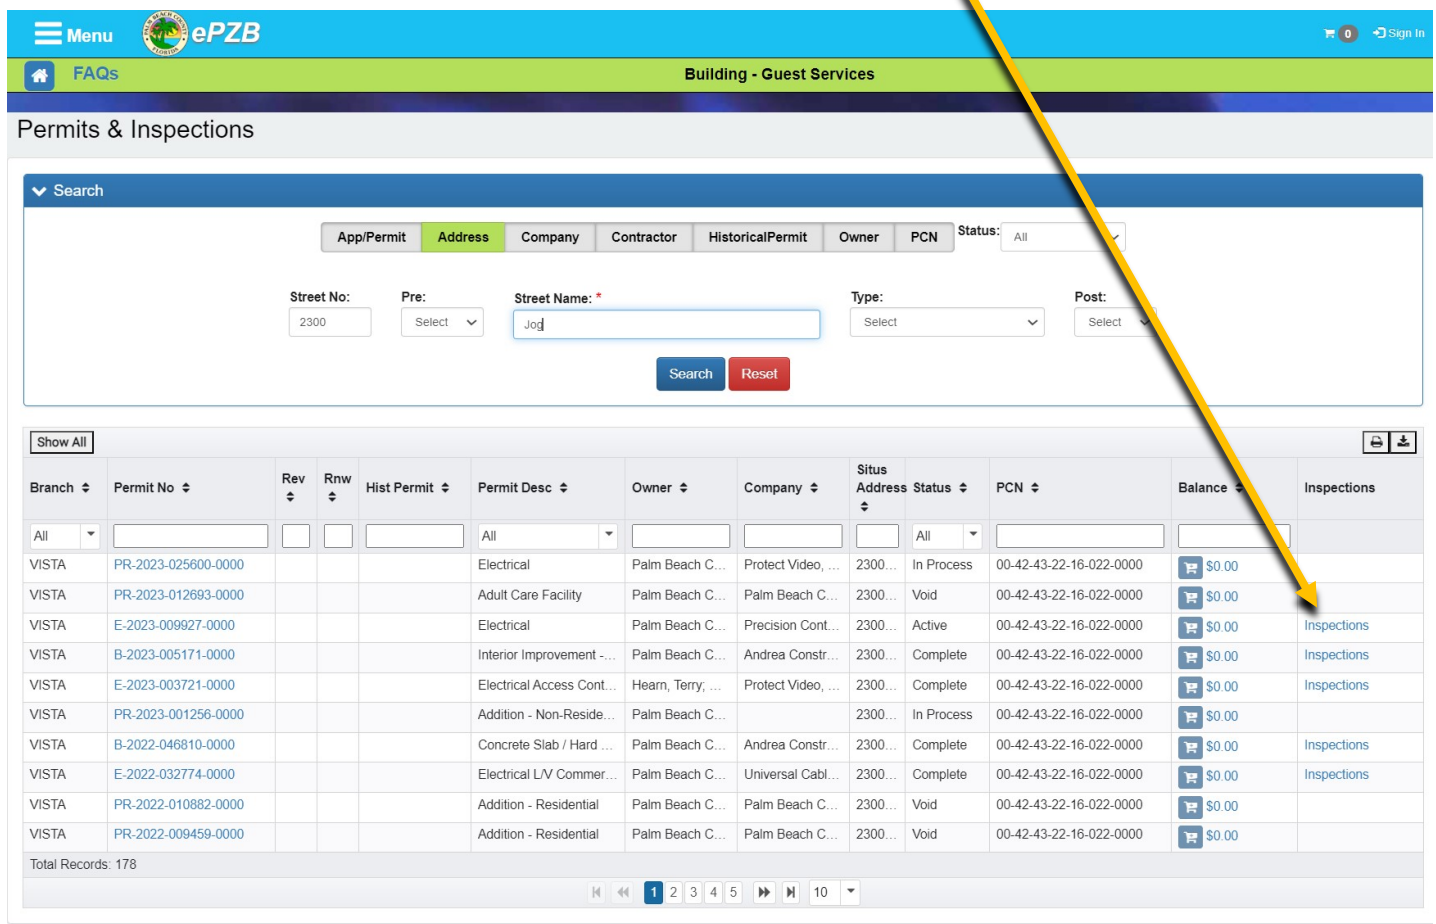 Menu ePZB 0 Sign In
FAQs Building - Guest Services
Permits & Inspections
Search
App/Permit Address Company Contractor HistoricalPermit Owner PCN Status: All
Street No: Pre: Street Name: * Type: Post:
2300 Select Jog Select Select
Search Reset
Show All
Branch Permit No Rev Rnw Hist Permit Permit Desc Owner Company Situs Address Status PCN Balance Inspections
All All All
VISTA PR-2023-025600-0000 Electrical Palm Beach C... Protect Video, ... 2300... In Process 00-42-43-22-16-022-0000 $0.00
VISTA PR-2023-012693-0000 Adult Care Facility Palm Beach C... Palm Beach C... 2300... Void 00-42-43-22-16-022-0000 $0.00
VISTA E-2023-009927-0000 Electrical Palm Beach C... Precision Cont... 2300... Active 00-42-43-22-16-022-0000 $0.00 Inspections
VISTA B-2023-005171-0000 Interior Improvement -... Palm Beach C... Andrea Constr... 2300... Complete 00-42-43-22-16-022-0000 $0.00 Inspections
VISTA E-2023-003721-0000 Electrical Access Cont... Hearn, Terry; ... Protect Video, ... 2300... Complete 00-42-43-22-16-022-0000 $0.00 Inspections
VISTA PR-2023-001256-0000 Addition - Non-Reside... Palm Beach C... 2300... In Process 00-42-43-22-16-022-0000 $0.00
VISTA B-2022-046810-0000 Concrete Slab / Hard ... Palm Beach C... Andrea Constr... 2300... Complete 00-42-43-22-16-022-0000 $0.00 Inspections
VISTA E-2022-032774-0000 Electrical L/V Commer... Palm Beach C... Universal Cabl... 2300... Complete 00-42-43-22-16-022-0000 $0.00 Inspections
VISTA PR-2022-010882-0000 Addition - Residential Palm Beach C... Palm Beach C... 2300... Void 00-42-43-22-16-022-0000 $0.00
VISTA PR-2022-009459-0000 Addition - Residential Palm Beach C... Palm Beach C... 2300... Void 00-42-43-22-16-022-0000 $0.00
Total Records: 178
1 2 3 4 5 10